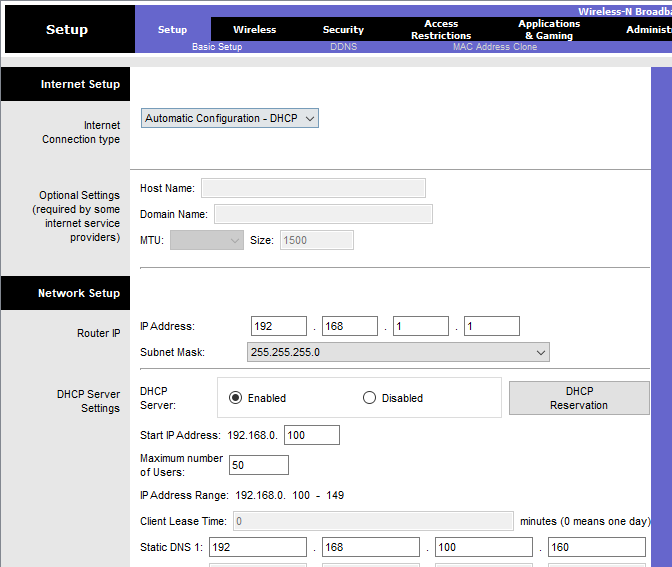 Wireless-N Broadba
Setup
Setup Wireless Security Access Restrictions Applications & Gaming Administ
Basic Setup DDNS MAC Address Clone
Internet Setup
Internet
Connection type
Automatic Configuration - DHCP
Optional Settings
(required by some
internet service
providers)
Host Name:
Domain Name:
MTU: Size: 1500
Network Setup
Router IP
IP Address: 192 . 168 . 1 . 1
Subnet Mask: 255.255.255.0
DHCP Server
Settings
DHCP
Server:
Enabled Disabled
DHCP
Reservation
Start IP Address: 192.168.0. 100
Maximum number
of Users:
50
IP Address Range: 192.168.0. 100 - 149
Client Lease Time: 0 minutes (0 means one day)
Static DNS 1: 192 . 168 . 100 . 160